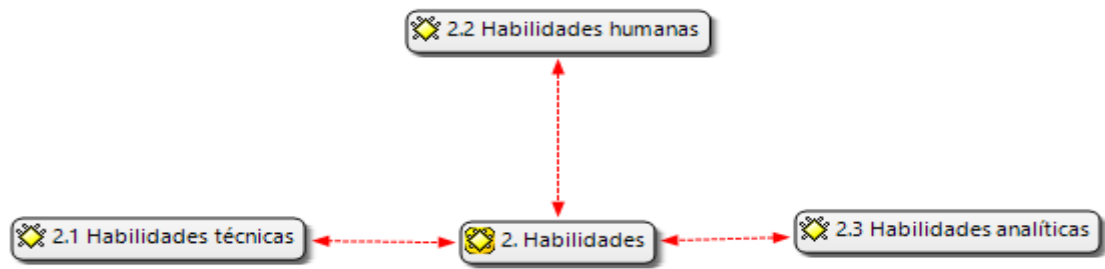 2.2 Habilidades humanas
2.1 Habilidades técnicas
2. Habilidades
2.3 Habilidades analíticas